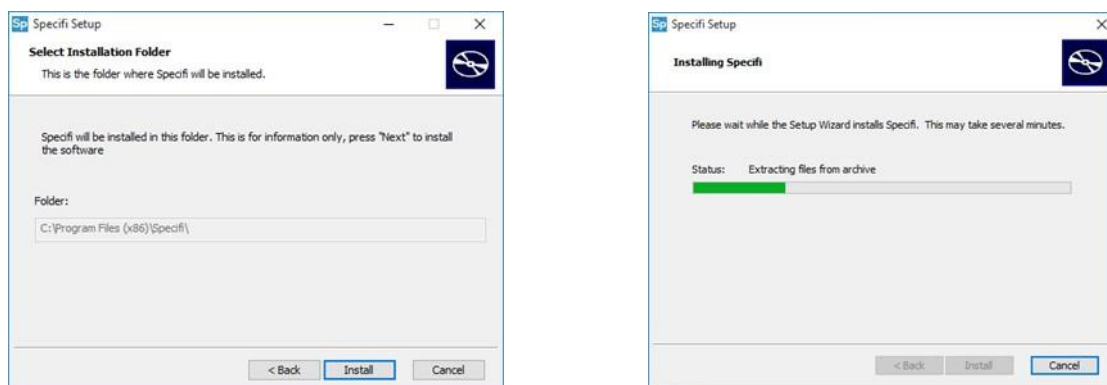 Sp Specifi Setup
Select Installation Folder
This is the folder where Specifi will be installed.
Specifi will be installed in this folder. This is for information only, press "Next" to install
the software
Folder:
C:\Program Files (x86)\Specifi\
< Back Install Cancel
Sp Specifi Setup
Installing Specifi
Please wait while the Setup Wizard installs Specifi. This may take several minutes.
Status: Extracting files from archive
< Back Install Cancel